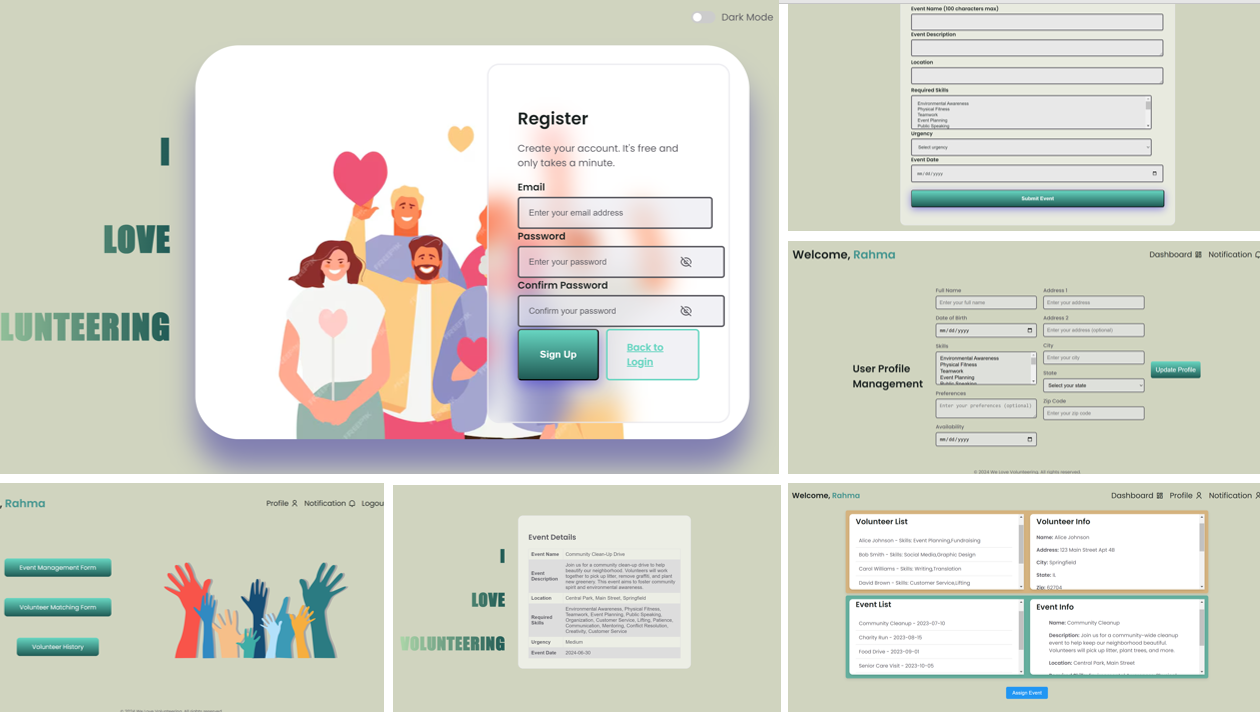 Dark Mode
I
LOVE
LUNTEERING
Register
Create your account. It's free and
only takes a minute.
Email
Enter your email address
Password
Enter your password
Confirm Password
Confirm your password
Sign Up
Back to
Login
Event Name (100 characters max)
Event Description
Location
Required Skills
Environmental Awareness
Physical Fitness
Teamwork
Event Planning
Public Speaking
Urgency
Select urgency
Event Date
mm/dd/yyyy
Submit Event
Welcome, Rahma
Dashboard
Notification
User Profile
Management
Full Name
Enter your full name
Date of Birth
mm/dd/yyyy
Skills
Environmental Awareness
Physical Fitness
Teamwork
Event Planning
Public Speaking
Preferences
Enter your preferences (optional)
Availability
mm/dd/yyyy
Address 1
Enter your address
Address 2
Enter your address (optional)
City
Enter your city
State
Select your state
Zip Code
Enter your zip code
Update Profile
© 2024 We Love Volunteering. All rights reserved.
, Rahma
Profile
Notification
Logou
Event Management Form
Volunteer Matching Form
Volunteer History
© 2024 We Love Volunteering. All rights reserved.
I
LOVE
VOLUNTEERING
Event Details
Event Name Community Clean-Up Drive
Event Description
Join us for a community clean-up drive to
beautify our neighborhood. Volunteers will work
together to pick up litter, remove graffiti, and plant
new greenery. This event aims to foster community
spirit and environmental awareness.
Location Central Park, Main Street, Springfield
Required Skills
Environmental Awareness, Physical Fitness,
Teamwork, Event Planning, Public Speaking,
Organization, Customer Service, Lifting, Patience,
Communication, Mentoring, Conflict Resolution,
Creativity, Customer Service
Urgency Medium
Event Date 2024-06-30
Welcome, Rahma
Dashboard
Profile
Notification
Volunteer List
Alice Johnson - Skills: Event Planning,Fundraising
Bob Smith - Skills: Social Media,Graphic Design
Carol Williams - Skills: Writing,Translation
David Brown - Skills: Customer Service,Lifting
Volunteer Info
Name: Alice Johnson
Address: 123 Main Street Apt 4B
City: Springfield
State: IL
Zip: 62704
Event List
Community Cleanup - 2023-07-10
Charity Run - 2023-08-15
Food Drive - 2023-09-01
Senior Care Visit - 2023-10-05
Event Info
Name: Community Cleanup
Description: Join us for a community-wide cleanup
event to help keep our neighborhood beautiful.
Volunteers will pick up litter, plant trees, and more.
Location: Central Park, Main Street
Assign Event